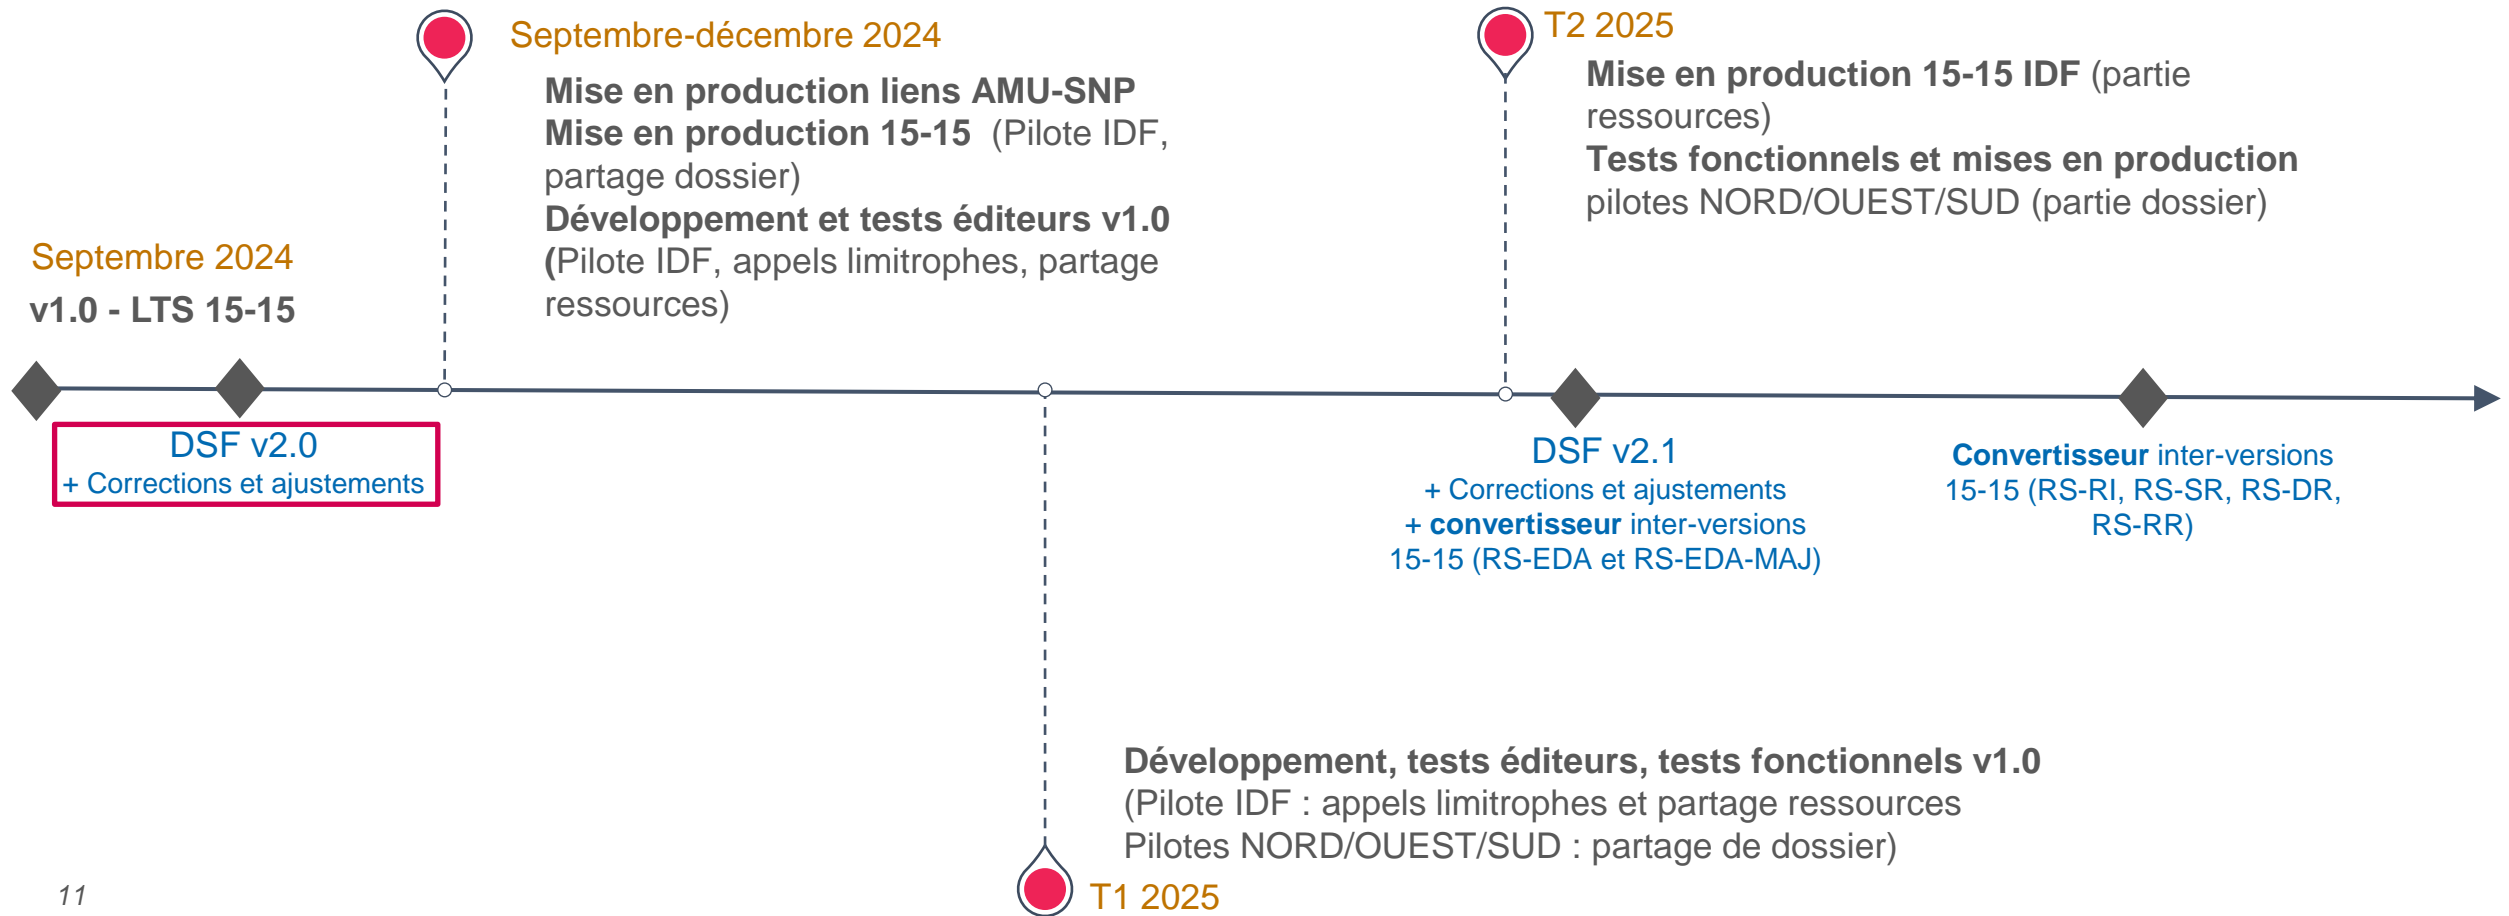 Septembre 2024
v1.0 - LTS 15-15
DSF v2.0
+ Corrections et ajustements
Septembre-décembre 2024
Mise en production liens AMU-SNP
Mise en production 15-15 (Pilote IDF,
partage dossier)
Développement et tests éditeurs v1.0
(Pilote IDF, appels limitrophes, partage
ressources)
Développement, tests éditeurs, tests fonctionnels v1.0
(Pilote IDF : appels limitrophes et partage ressources
Pilotes NORD/OUEST/SUD : partage de dossier)
T1 2025
T2 2025
Mise en production 15-15 IDF (partie
ressources)
Tests fonctionnels et mises en production
pilotes NORD/OUEST/SUD (partie dossier)
DSF v2.1
+ Corrections et ajustements
+ convertisseur inter-versions
15-15 (RS-EDA et RS-EDA-MAJ)
Convertisseur inter-versions
15-15 (RS-RI, RS-SR, RS-DR,
RS-RR)
11